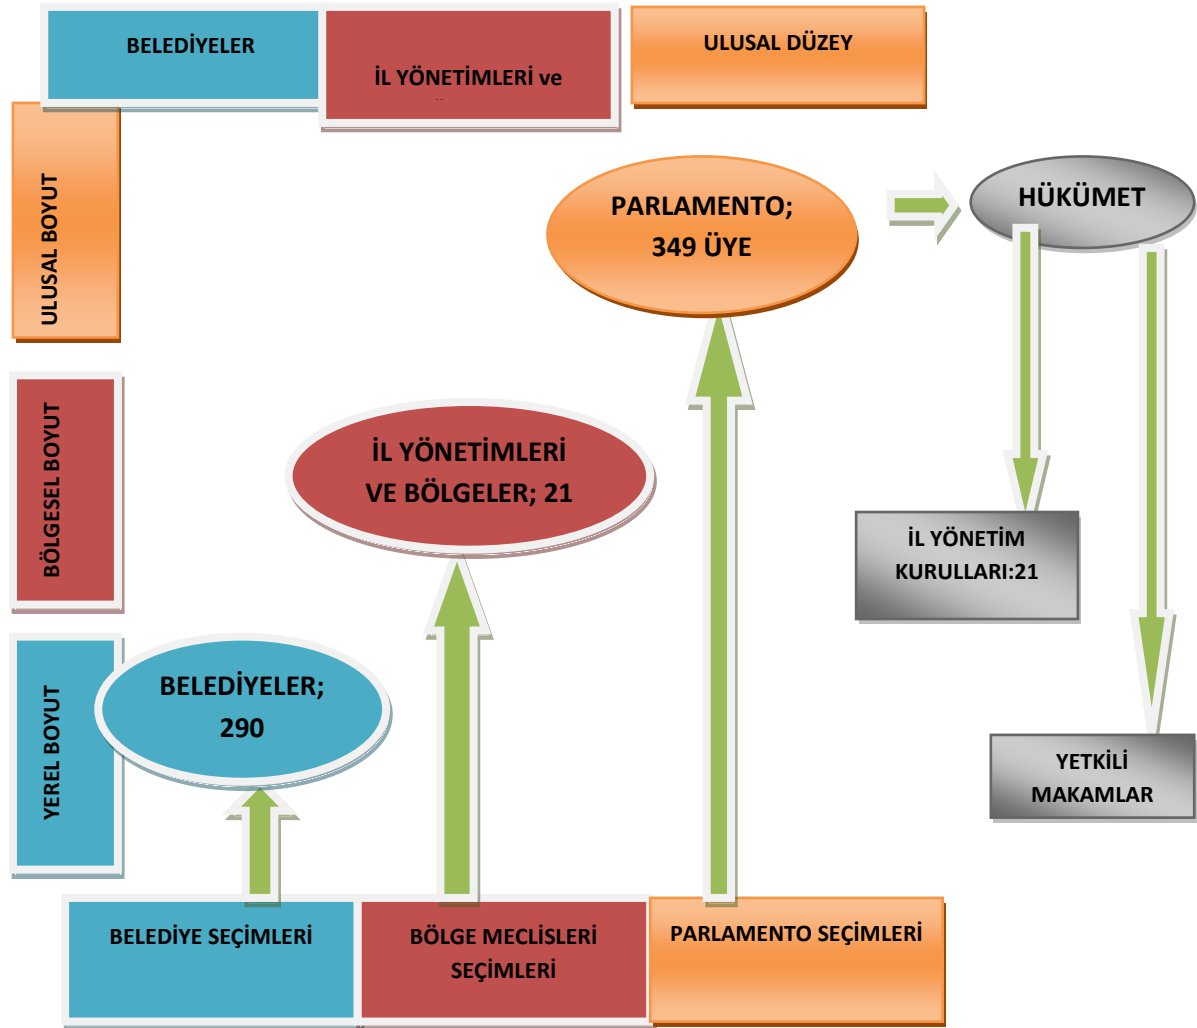 BELEDİYELER
İL YÖNETİMLERİ ve
ULUSAL DÜZEY
ULUSAL BOYUT
PARLAMENTO;
349 ÜYE
HÜKÜMET
BÖLGESEL BOYUT
İL YÖNETİMLERİ
VE BÖLGELER; 21
İL YÖNETİM
KURULLARI:21
YEREL BOYUT
BELEDİYELER;
290
YETKİLİ
MAKAMLAR
BELEDİYE SEÇİMLERİ
BÖLGE MECLİSLERİ
SEÇİMLERİ
PARLAMENTO SEÇİMLERİ